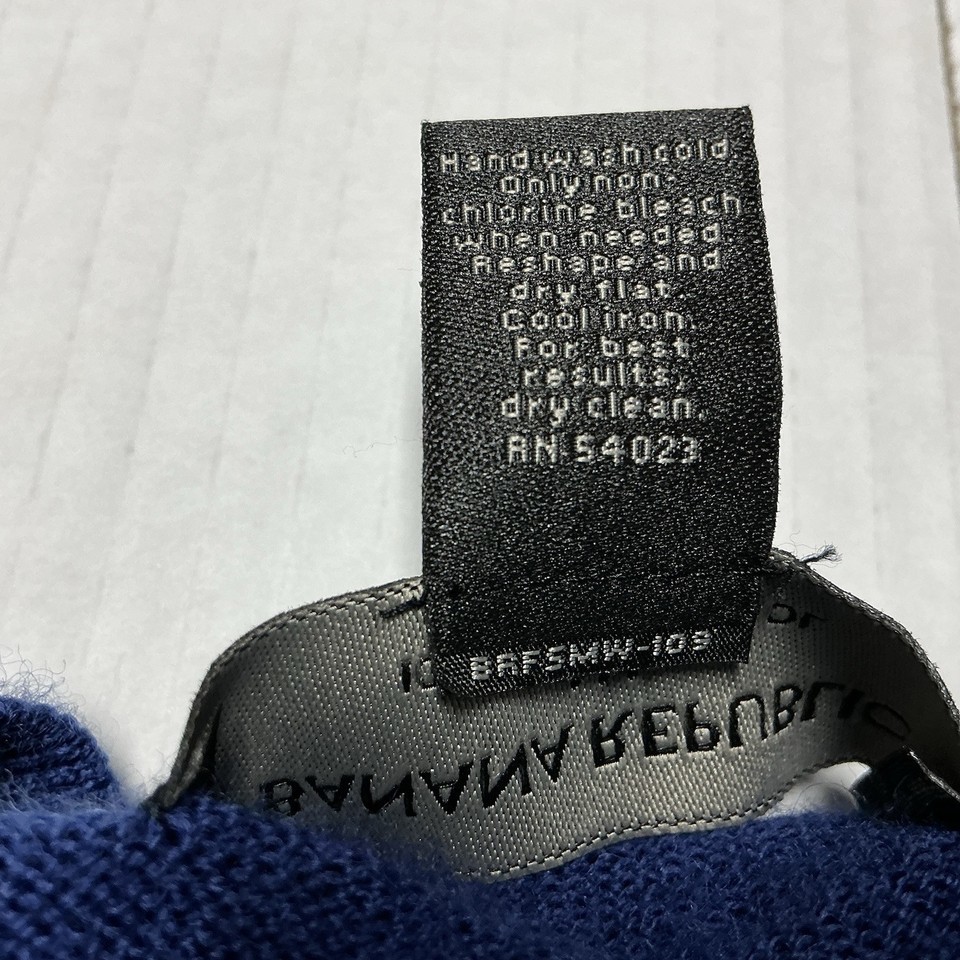 Hand wash cold.
Only non-
chlorine bleach
when needed.
Reshape and
dry flat.
Cool iron.
For best
results,
dry clean.
RN 54023
BRFSMW-103
BANANA REPUBLIC